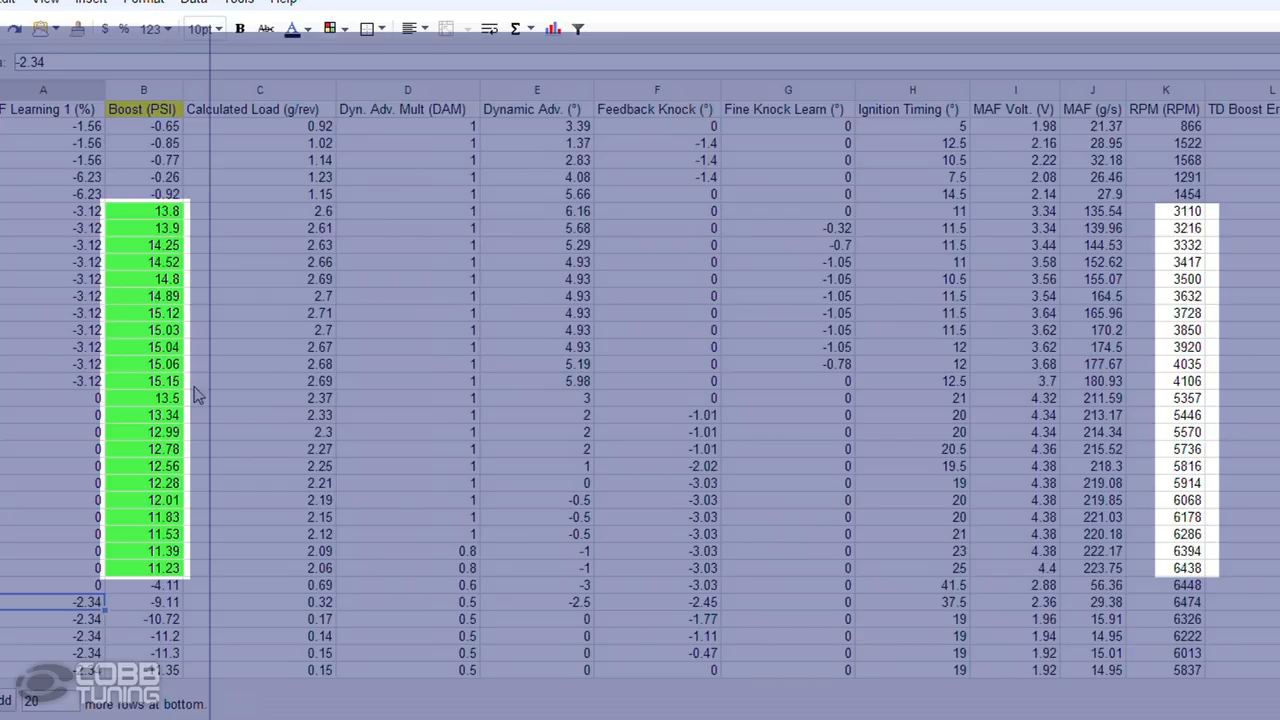 View Insert Format Data Tools Help
$ % 123 10pt B Abc A Σ
-2.34
A B C D E F G H I J K L
F Learning 1 (%) Boost (PSI) Calculated Load (g/rev) Dyn. Adv. Mult (DAM) Dynamic Adv. (°) Feedback Knock (°) Fine Knock Learn (°) Ignition Timing (°) MAF Volt. (V) MAF (g/s) RPM (RPM) TD Boost Er
-1.56 -0.65 0.92 1 3.39 0 0 5 1.98 21.37 866
-1.56 -0.85 1.02 1 1.37 -1.4 0 12.5 2.16 28.95 1522
-1.56 -0.77 1.14 1 2.83 -1.4 0 10.5 2.22 32.18 1568
-6.23 -0.26 1.23 1 4.08 -1.4 0 7.5 2.08 26.46 1291
-6.23 -0.92 1.15 1 5.66 0 0 14.5 2.14 27.9 1454
-3.12 13.8 2.6 1 6.16 0 0 11 3.34 135.54 3110
-3.12 13.9 2.61 1 5.68 0 -0.32 11.5 3.34 139.96 3216
-3.12 14.25 2.63 1 5.29 0 -0.7 11.5 3.44 144.53 3332
-3.12 14.52 2.66 1 4.93 0 -1.05 11 3.58 152.62 3417
-3.12 14.8 2.69 1 4.93 0 -1.05 10.5 3.56 155.07 3500
-3.12 14.89 2.7 1 4.93 0 -1.05 11.5 3.54 164.5 3632
-3.12 15.12 2.71 1 4.93 0 -1.05 11.5 3.64 165.96 3728
-3.12 15.03 2.7 1 4.93 0 -1.05 11.5 3.62 170.2 3850
-3.12 15.04 2.67 1 4.93 0 -1.05 12 3.62 174.5 3920
-3.12 15.06 2.68 1 5.19 0 -0.78 12 3.68 177.67 4035
-3.12 15.15 2.69 1 5.98 0 0 12.5 3.7 180.93 4106
0 13.5 2.37 1 3 0 0 21 4.32 211.59 5357
0 13.34 2.33 1 2 -1.01 0 20 4.34 213.17 5446
0 12.99 2.3 1 2 -1.01 0 20 4.34 214.34 5570
0 12.78 2.27 1 2 -1.01 0 20.5 4.36 215.52 5736
0 12.56 2.25 1 1 -2.02 0 19.5 4.38 218.3 5816
0 12.28 2.21 1 0 -3.03 0 19 4.38 219.08 5914
0 12.01 2.19 1 -0.5 -3.03 0 20 4.38 219.85 6068
0 11.83 2.15 1 -0.5 -3.03 0 20 4.38 221.03 6178
0 11.53 2.12 1 -0.5 -3.03 0 21 4.38 220.18 6286
0 11.39 2.09 0.8 -1 -3.03 0 23 4.38 222.17 6394
0 11.23 2.06 0.8 -1 -3.03 0 25 4.4 223.75 6438
0 -4.11 0.69 0.6 -3 -3.03 0 41.5 2.88 56.36 6448
-2.34 -9.11 0.32 0.5 -2.5 -2.45 0 37.5 2.36 29.38 6474
-2.34 -10.72 0.17 0.5 0 -1.77 0 19 1.96 15.91 6326
-2.34 -11.2 0.14 0.5 0 -1.11 0 19 1.94 14.95 6222
-2.34 -11.3 0.15 0.5 0 -0.47 0 19 1.92 15.01 6013
-2.34 11.35 0.15 0.5 0 0 0 19 1.92 14.95 5837
COBB
TUNING
dd 20 more rows at bottom.